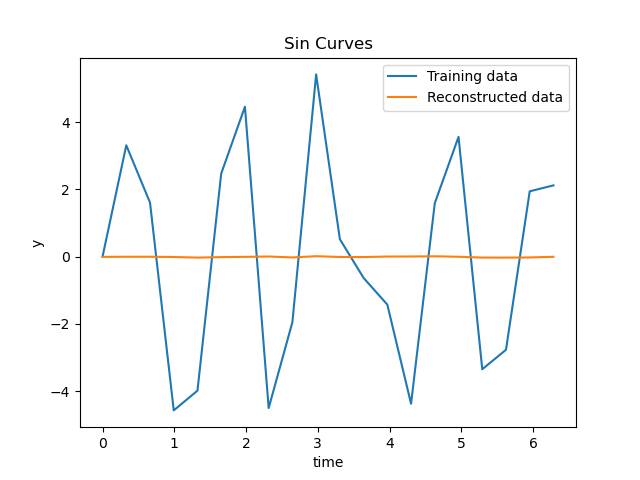 Sin Curves
Training data
Reconstructed data
4
2
0
−2
−4
y
0 1 2 3 4 5 6
time